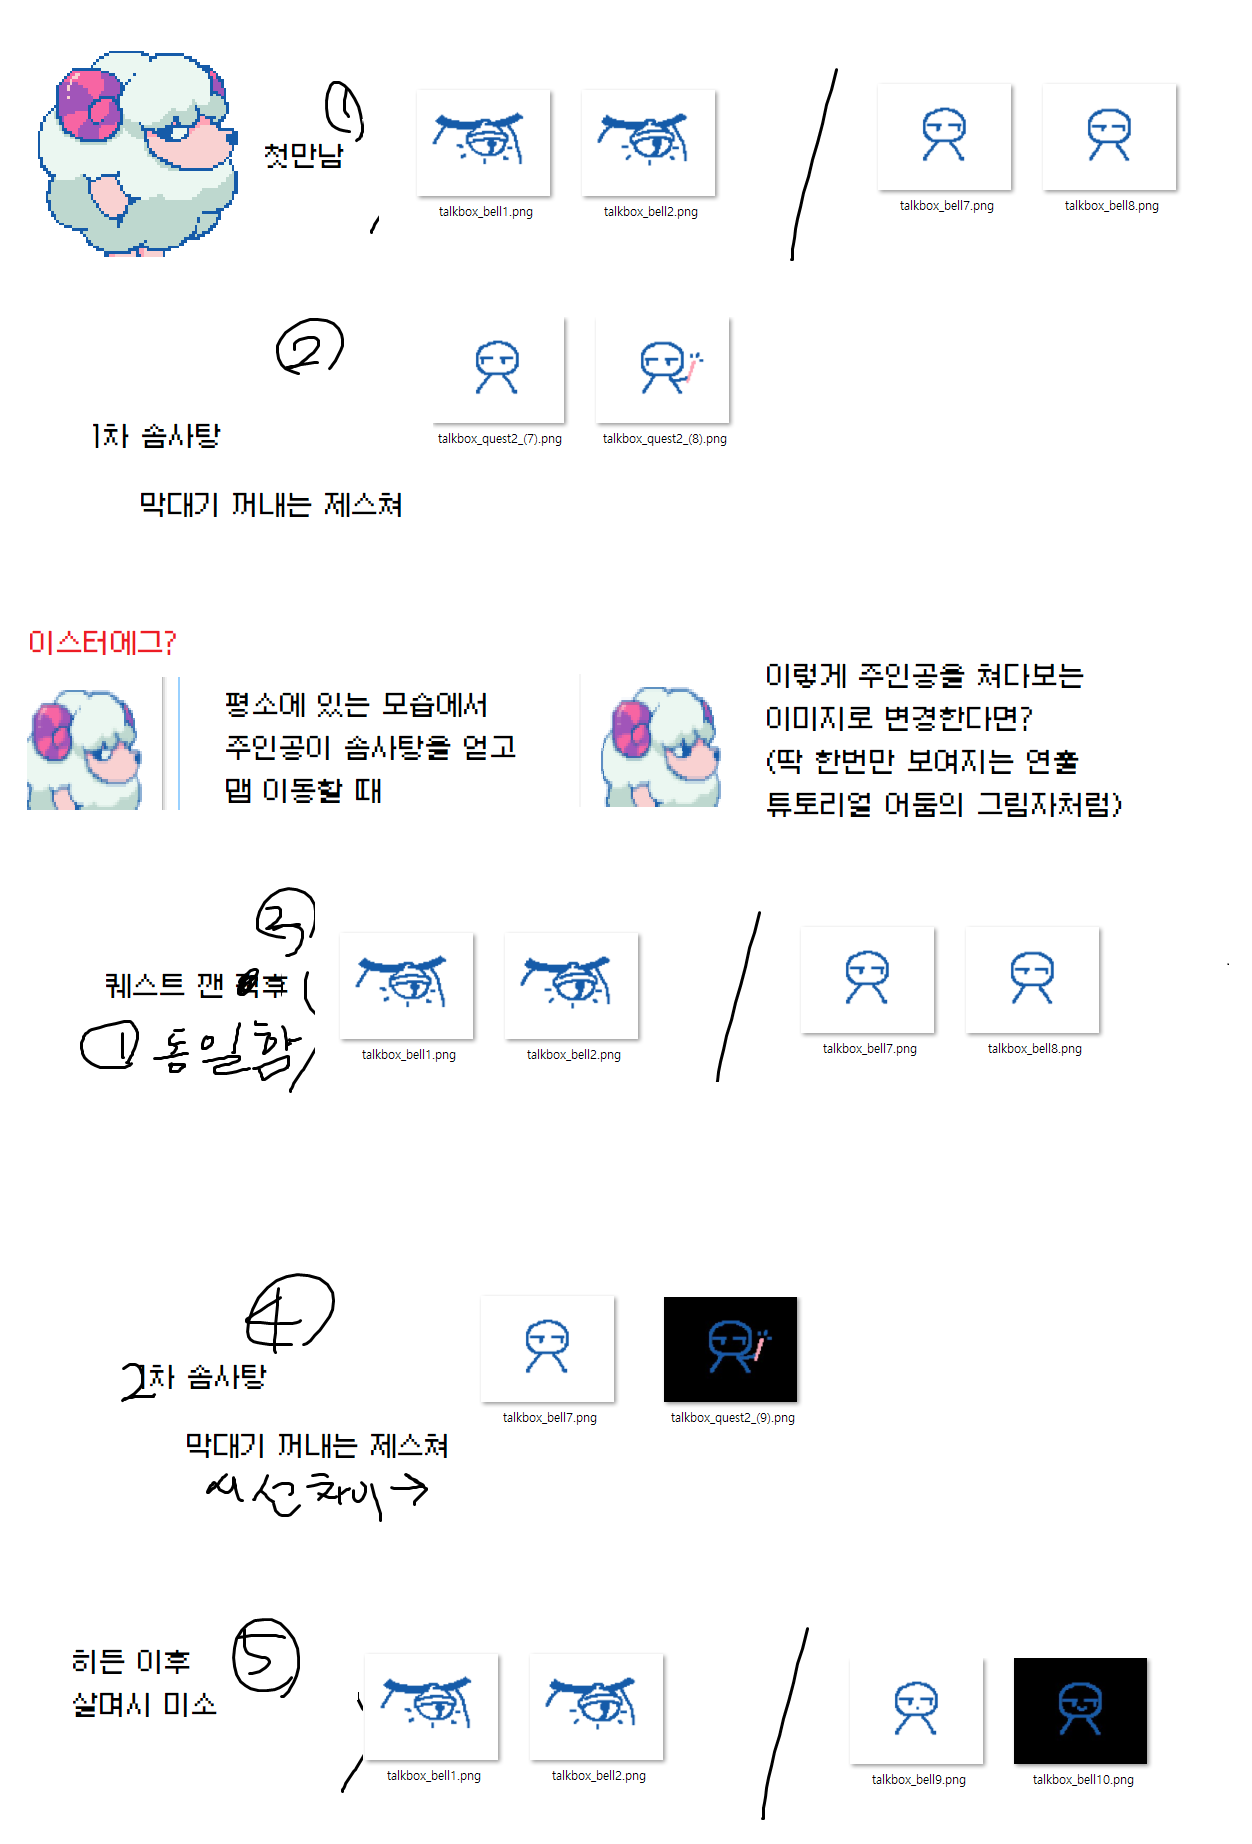 ①
첫만남
talkbox_bell1.png
talkbox_bell2.png
talkbox_bell7.png
talkbox_bell8.png
②
1차 솜사탕
talkbox_quest2_(7).png
talkbox_quest2_(8).png
막대기 꺼내는 제스쳐
이스터에그?
평소에 있는 모습에서
주인공이 솜사탕을 얻고
맵 이동할 때
이렇게 주인공을 쳐다보는
이미지로 변경한다면?
(딱 한번만 보여지는 연출
튜토리얼 어둠의 그림자처럼)
퀘스트 깬 후
① 동일함
talkbox_bell1.png
talkbox_bell2.png
talkbox_bell7.png
talkbox_bell8.png
④
2차 솜사탕
talkbox_bell7.png
talkbox_quest2_(9).png
막대기 꺼내는 제스쳐
시선차이→
⑤
히든 이후
살며시 미소
talkbox_bell1.png
talkbox_bell2.png
talkbox_bell9.png
talkbox_bell10.png